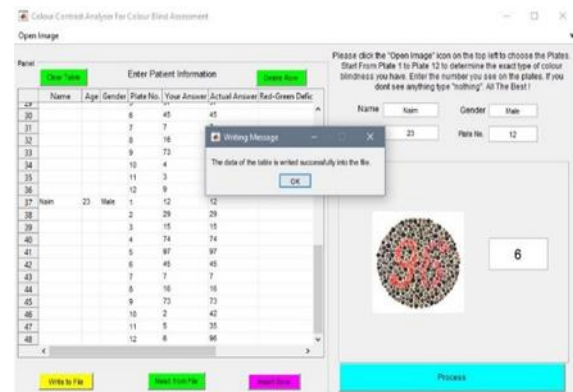 Colour Contrast Analyser For Colour Blind Assessment
Open Image
Please click the "Open Image" icon on the top left to choose the Plates.
Start From Plate 1 to Plate 12 to determine the exact type of colour
blindness you have. Enter the number you see on the plates. If you
dont see anything type "nothing". All The Best !
Panel
Clear Table
Enter Patient Information
Delete Row
Name Age Gender Plate No. Your Answer Actual Answer Red-Green Defic
29
30 6 45 45
31 7 7
32 8 16
33 9 73
34 10 4
35 11 3
36 12 9
37 Naim 23 Male 1 12 12
38 2 29 29
39 3 15 15
40 4 74 74
41 5 97 97
42 6 45 45
43 7 7 7
44 8 16 16
45 9 73 73
46 10 2 42
47 11 5 35
48 12 6 96
Name Naim Gender Male
23 Plate No. 12
Writing Message
The data of the table is writed successfully into the file.
OK
96
6
Write to File
Read from File
Insert Row
Process